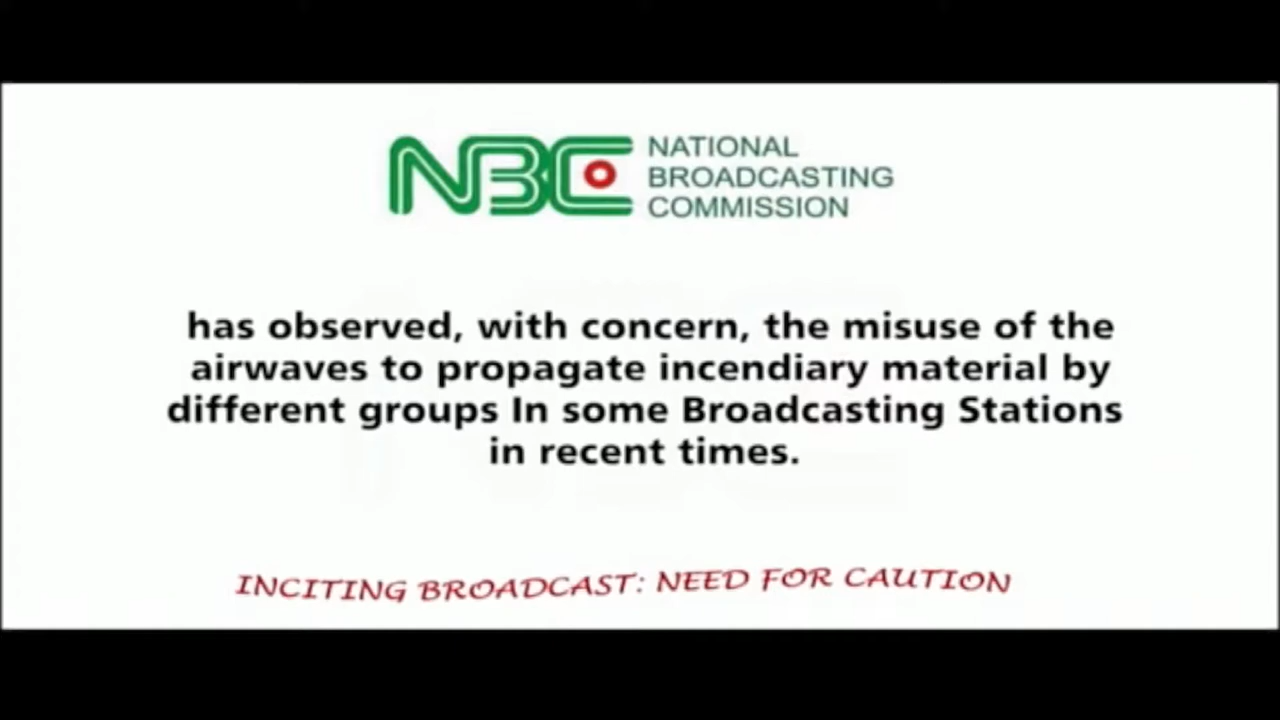 NBC
NATIONAL
BROADCASTING
COMMISSION
has observed, with concern, the misuse of the
airwaves to propagate incendiary material by
different groups In some Broadcasting Stations
in recent times.
INCITING BROADCAST: NEED FOR CAUTION